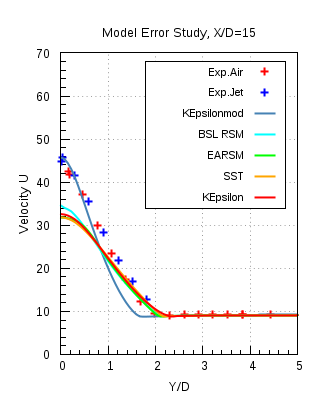 Model Error Study, X/D=15
Velocity U
70
60
50
40
30
20
10
0
Exp.Air
Exp.Jet
KEpsilonmod
BSL RSM
EARSM
SST
KEpsilon
0 1 2 3 4 5
Y/D